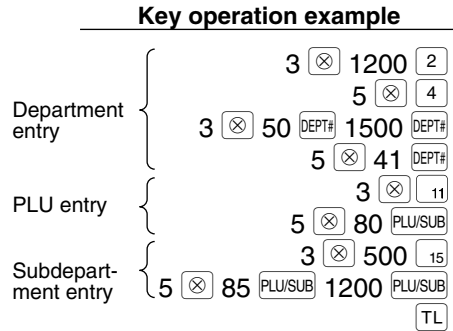 Key operation example
3 ⊗ 1200 2
5 ⊗ 4
Department
entry
3 ⊗ 50 DEPT# 1500 DEPT#
5 ⊗ 41 DEPT#
3 ⊗ 11
PLU entry
5 ⊗ 80 PLU/SUB
3 ⊗ 500 15
Subdepart-
ment entry
5 ⊗ 85 PLU/SUB 1200 PLU/SUB
TL